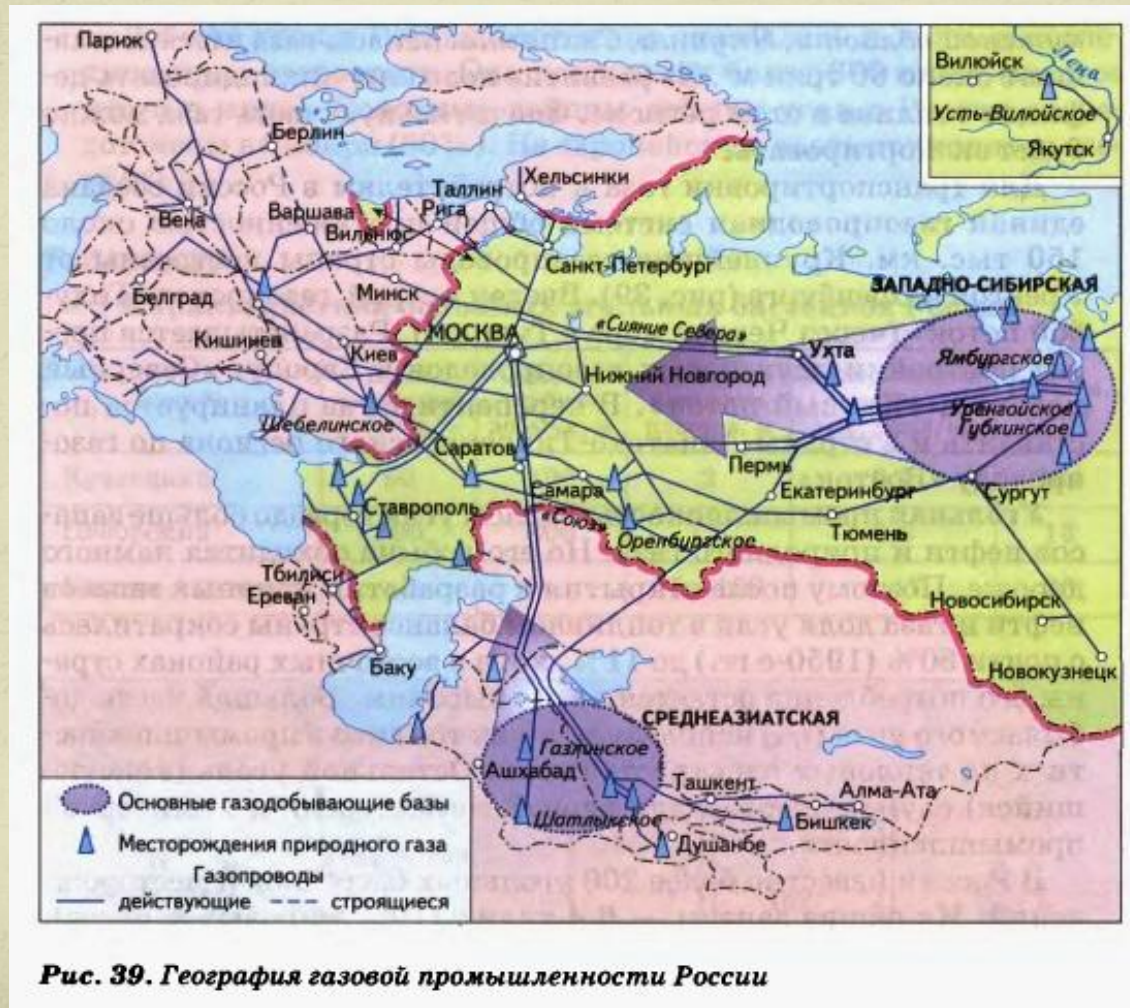 Париж
Берлин
Вена
Варшава
Вильнюс
Таллин
Рига
Хельсинки
Санкт-Петербург
Минск
Белград
Кишинев
Киев
МОСКВА
«Сияние Севера»
Ухта
Нижний Новгород
Шебелинское
Саратов
Самара
Пермь
Екатеринбург
Тюмень
Сургут
ЗАПАДНО-СИБИРСКАЯ
Ямбургское
Уренгойское
Губкинское
Вилюйск
Лена
Усть-Вилюйское
Якутск
Ставрополь
«Союз»
Оренбургское
Тбилиси
Ереван
Баку
Новосибирск
Новокузнецк
СРЕДНЕАЗИАТСКАЯ
Газлинское
Ашхабад
Шатлыкское
Ташкент
Алма-Ата
Бишкек
Душанбе
Основные газодобывающие базы
Месторождения природного газа
Газопроводы
действующие строящиеся
Рис. 39. География газовой промышленности России